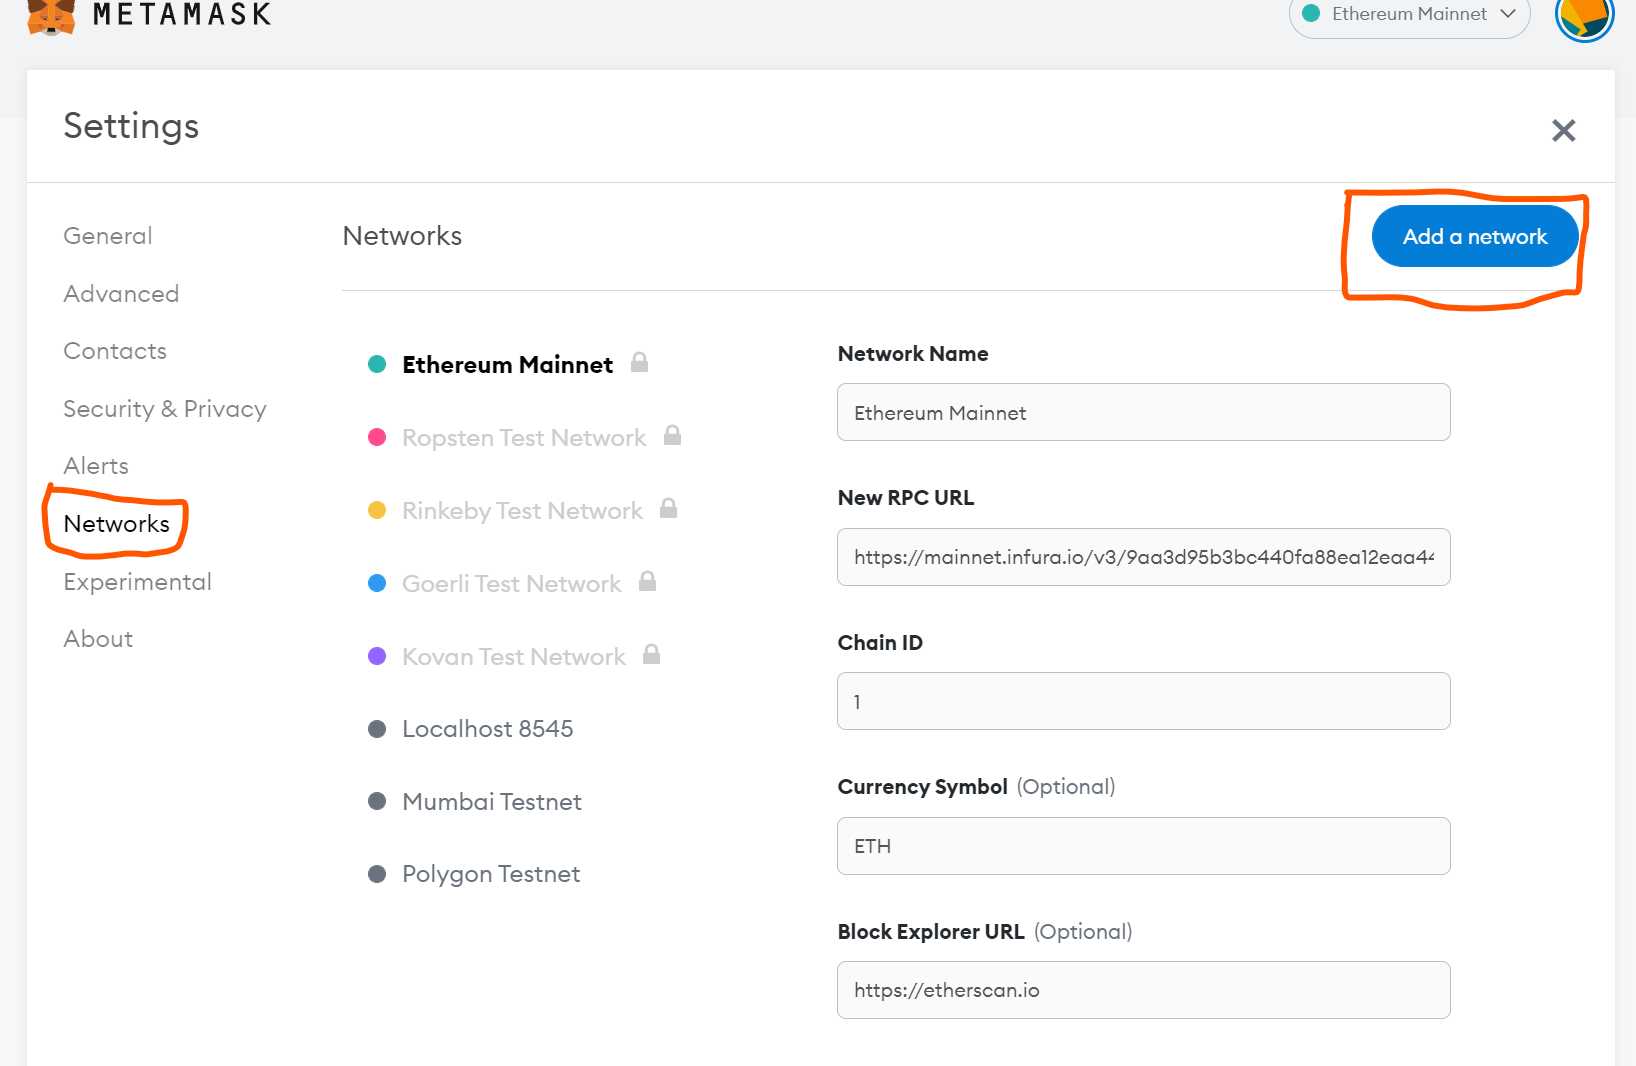 METAMASK
Ethereum Mainnet
Settings
General
Advanced
Contacts
Security & Privacy
Alerts
Networks
Experimental
About
Networks
Add a network
Ethereum Mainnet
Ropsten Test Network
Rinkeby Test Network
Goerli Test Network
Kovan Test Network
Localhost 8545
Mumbai Testnet
Polygon Testnet
Network Name
Ethereum Mainnet
New RPC URL
https://mainnet.infura.io/v3/9aa3d95b3bc440fa88ea12eaa44
Chain ID
1
Currency Symbol (Optional)
ETH
Block Explorer URL (Optional)
https://etherscan.io